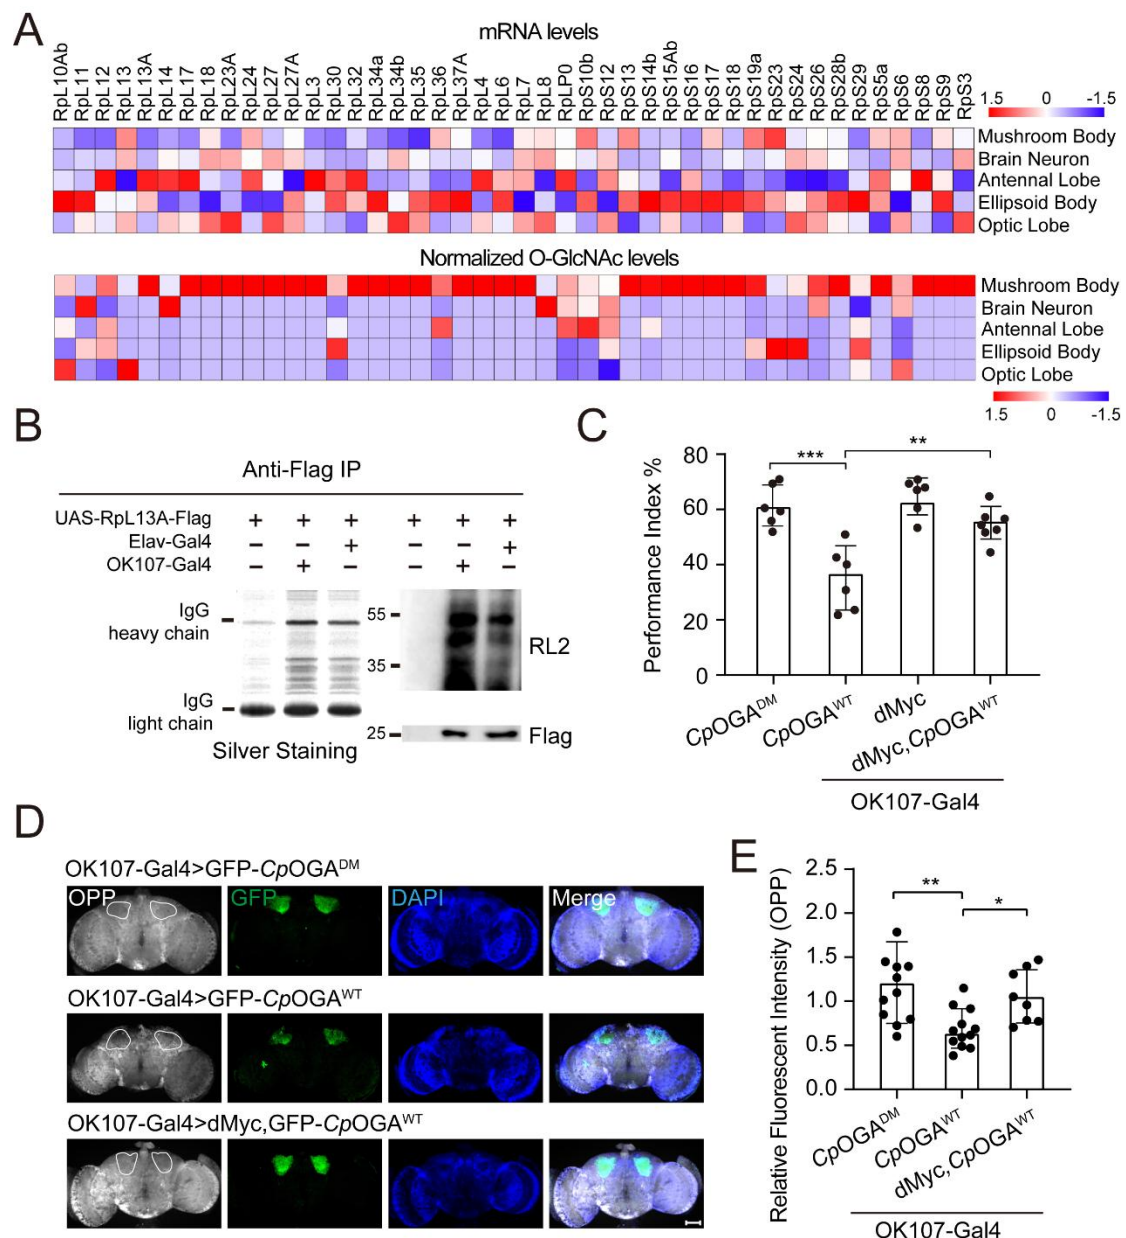 A
mRNA levels
RpL10Ab
RpL11
RpL12
RpL13
RpL13A
RpL14
RpL17
RpL18
RpL23A
RpL24
RpL27
RpL27A
RpL3
RpL30
RpL32
RpL34a
RpL34b
RpL35
RpL36
RpL37A
RpL4
RpL6
RpL7
RpL8
RpLP0
RpS10b
RpS12
RpS13
RpS14b
RpS15Ab
RpS16
RpS17
RpS18
RpS19a
RpS23
RpS24
RpS26
RpS28b
RpS29
RpS5a
RpS6
RpS8
RpS9
RpS3
1.5 0 -1.5
Mushroom Body
Brain Neuron
Antennal Lobe
Ellipsoid Body
Optic Lobe
Normalized O-GlcNAc levels
Mushroom Body
Brain Neuron
Antennal Lobe
Ellipsoid Body
Optic Lobe
1.5 0 -1.5
B
Anti-Flag IP
UAS-RpL13A-Flag + + + + + +
Elav-Gal4 − − + − − +
OK107-Gal4 − + − − + −
IgG
heavy chain
IgG
light chain
Silver Staining
55
35
25
RL2
Flag
C
Performance Index %
80
60
40
20
0
***
**
CpOGA^DM
CpOGA^WT
dMyc
dMyc,CpOGA^WT
OK107-Gal4
D
OK107-Gal4>GFP-CpOGA^DM
OPP GFP DAPI Merge
OK107-Gal4>GFP-CpOGA^WT
OK107-Gal4>dMyc,GFP-CpOGA^WT
E
Relative Fluorescent Intensity (OPP)
2.5
2.0
1.5
1.0
0.5
0.0
**
*
CpOGA^DM
CpOGA^WT
dMyc,CpOGA^WT
OK107-Gal4